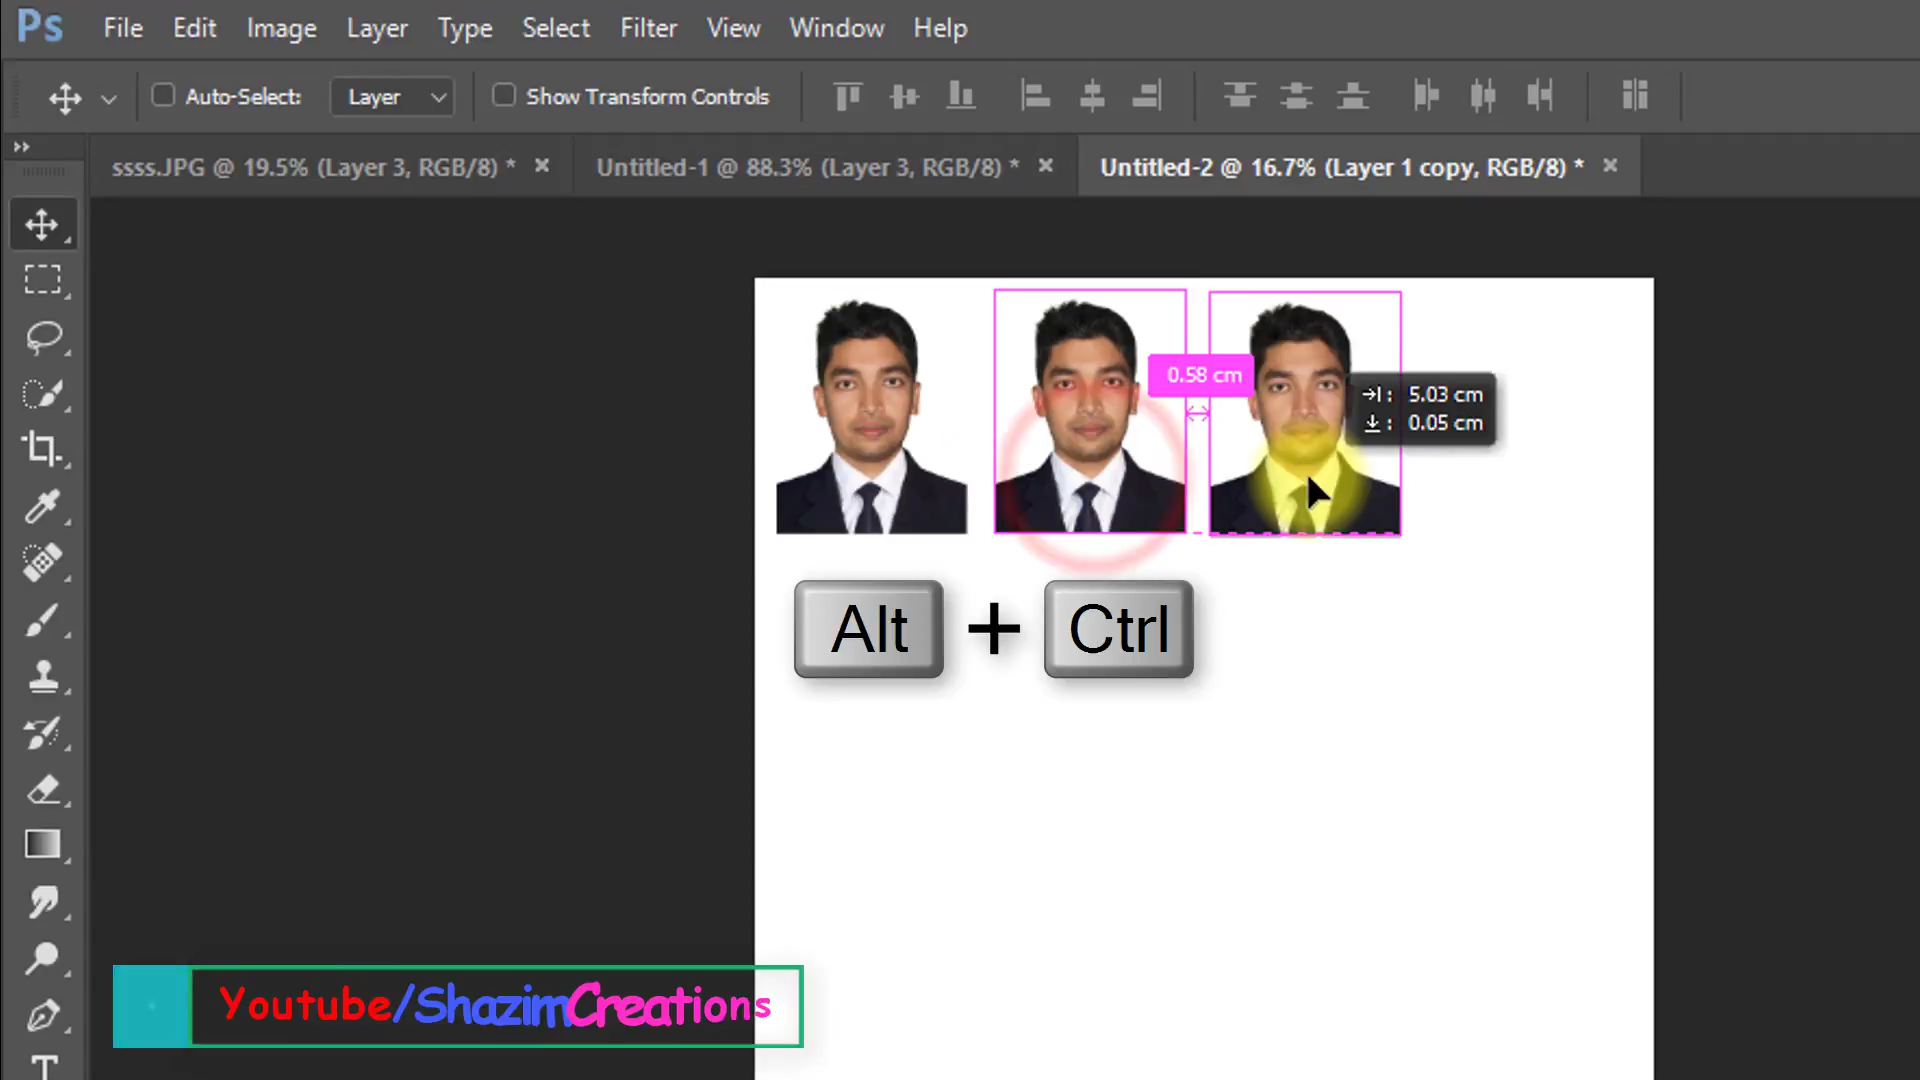 Ps File Edit Image Layer Type Select Filter View Window Help
Auto-Select: Layer Show Transform Controls
ssss.JPG @ 19.5% (Layer 3, RGB/8) * Untitled-1 @ 88.3% (Layer 3, RGB/8) * Untitled-2 @ 16.7% (Layer 1 copy, RGB/8) *
0.58 cm
5.03 cm
0.05 cm
Alt + Ctrl
Youtube/ShazimCreations